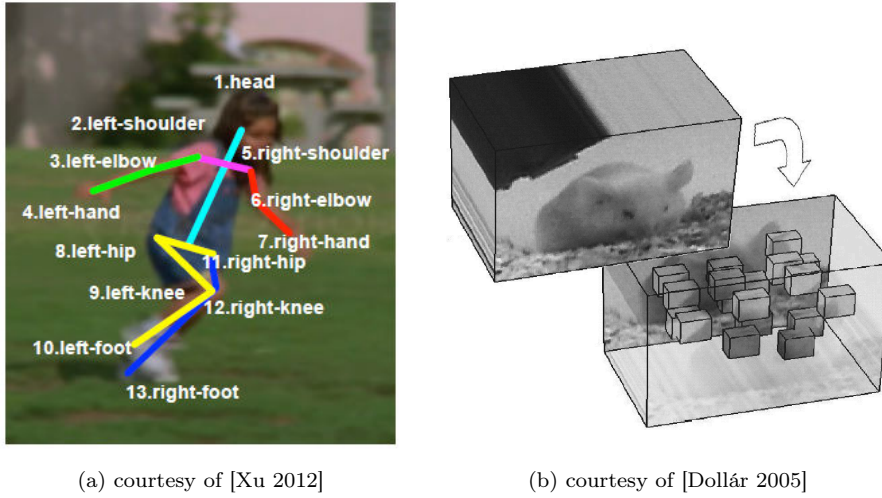 1.head
2.left-shoulder
3.left-elbow
5.right-shoulder
4.left-hand
6.right-elbow
7.right-hand
8.left-hip
11.right-hip
9.left-knee
12.right-knee
10.left-foot
13.right-foot
(a) courtesy of [Xu 2012]
(b) courtesy of [Dollár 2005]